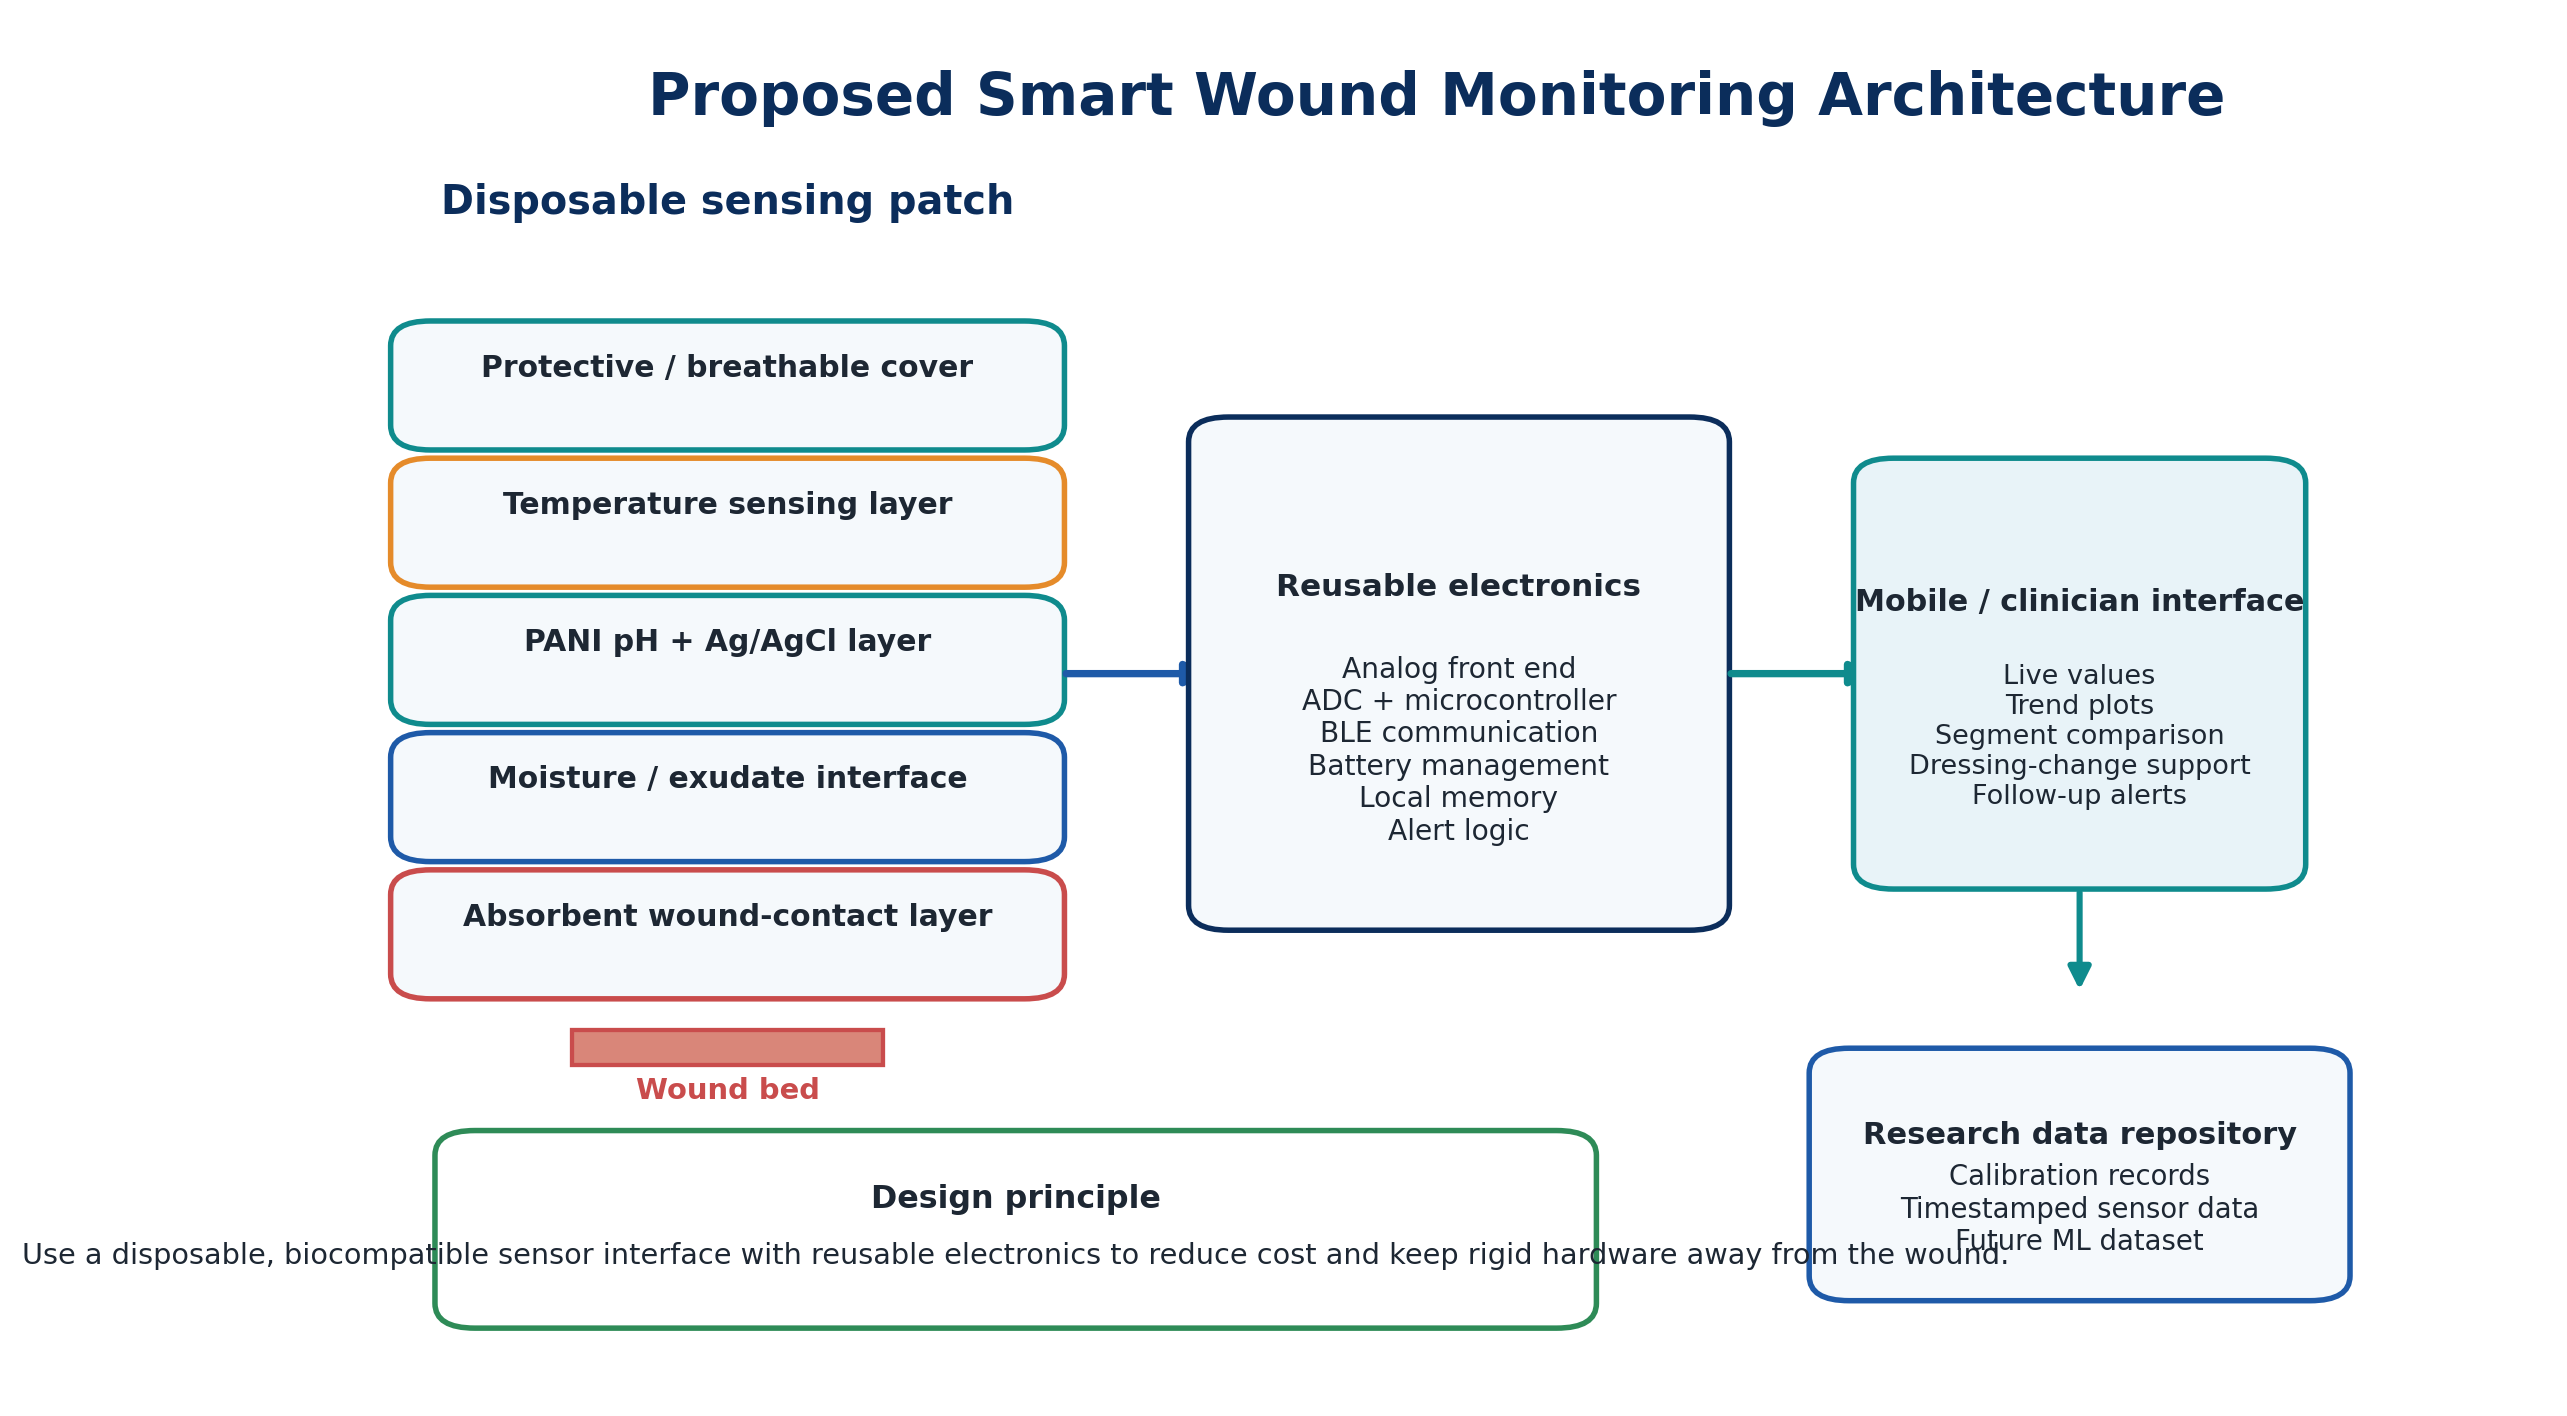 Proposed Smart Wound Monitoring Architecture
Disposable sensing patch
Protective / breathable cover
Temperature sensing layer
PANI pH + Ag/AgCl layer
Moisture / exudate interface
Absorbent wound-contact layer
Wound bed
Reusable electronics
Analog front end
ADC + microcontroller
BLE communication
Battery management
Local memory
Alert logic
Mobile / clinician interface
Live values
Trend plots
Segment comparison
Dressing-change support
Follow-up alerts
Research data repository
Calibration records
Timestamped sensor data
Future ML dataset
Design principle
Use a disposable, biocompatible sensor interface with reusable electronics to reduce cost and keep rigid hardware away from the wound.